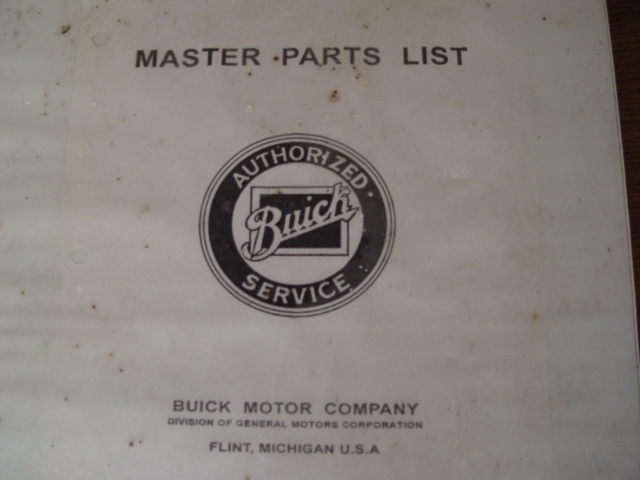 MASTER PARTS LIST
AUTHORIZED
Buick
SERVICE
BUICK MOTOR COMPANY
DIVISION OF GENERAL MOTORS CORPORATION
FLINT, MICHIGAN U.S.A